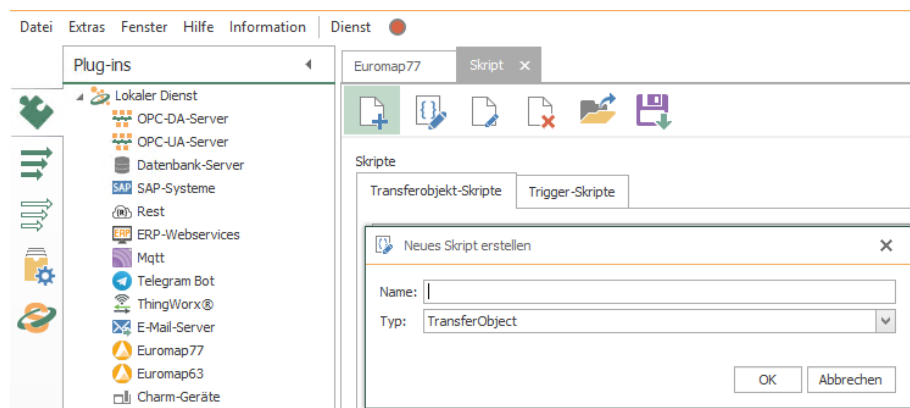 Datei Extras Fenster Hilfe Information Dienst
Plug-ins
Lokaler Dienst
OPC-DA-Server
OPC-UA-Server
Datenbank-Server
SAP SAP-Systeme
{R} Rest
ERP ERP-Webservices
Mqtt
Telegram Bot
ThingWorx®
E-Mail-Server
Euromap77
Euromap63
Charm-Geräte
Euromap77 Skript
Skripte
Transferobjekt-Skripte Trigger-Skripte
Neues Skript erstellen
Name:
Typ: TransferObject
OK Abbrechen